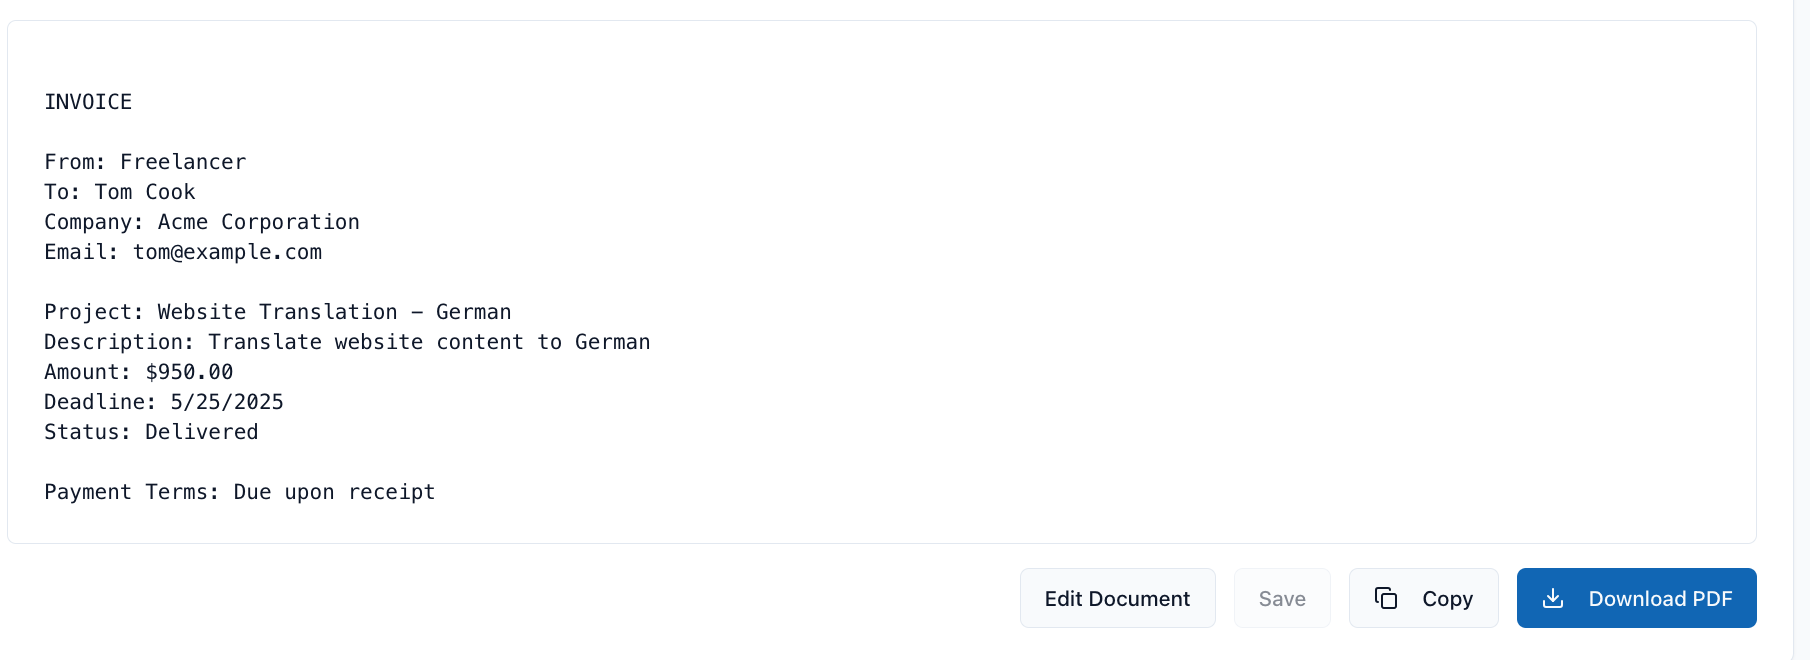 INVOICE
From: Freelancer
To: Tom Cook
Company: Acme Corporation
Email: tom@example.com
Project: Website Translation – German
Description: Translate website content to German
Amount: $950.00
Deadline: 5/25/2025
Status: Delivered
Payment Terms: Due upon receipt
Edit Document
Save
Copy
Download PDF